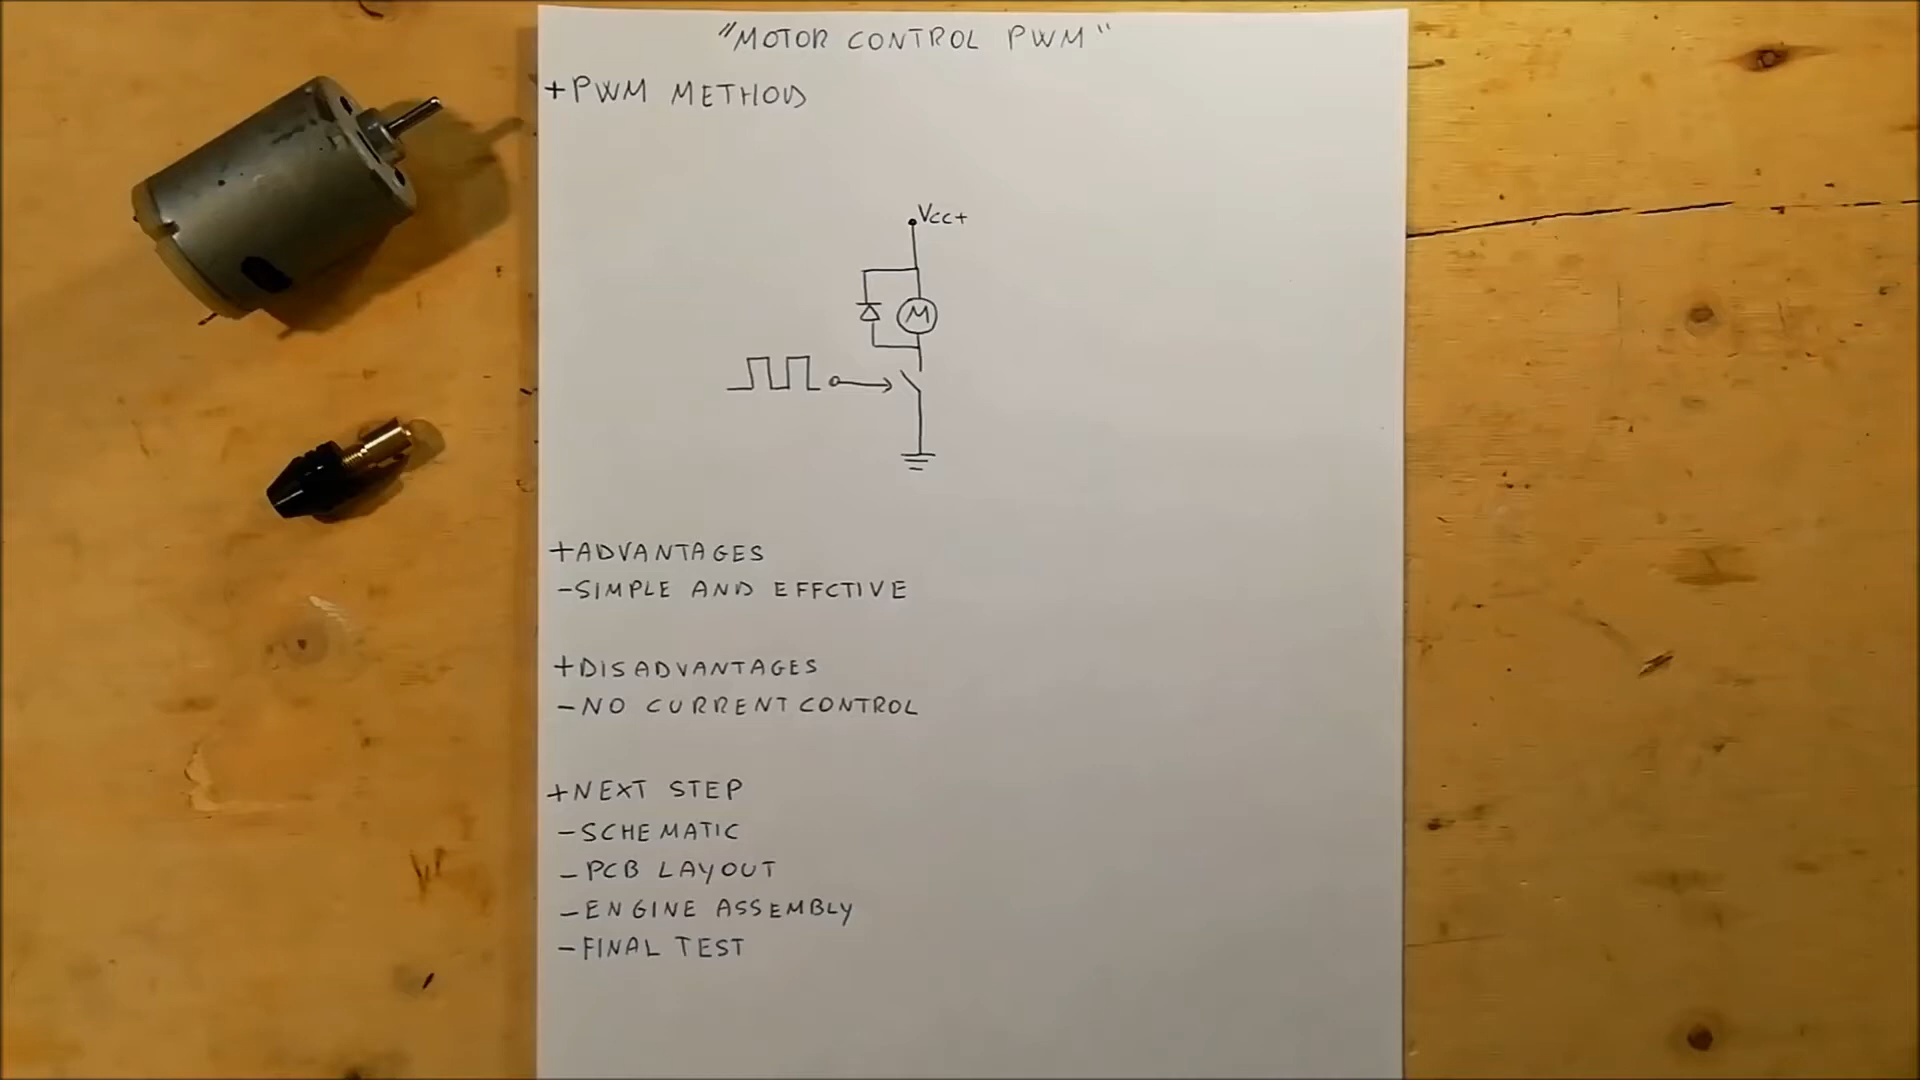 "MOTOR CONTROL PWM"
+PWM METHOD
Vcc+
M
+ADVANTAGES
-SIMPLE AND EFFCTIVE
+DISADVANTAGES
-NO CURRENT CONTROL
+NEXT STEP
-SCHEMATIC
-PCB LAYOUT
-ENGINE ASSEMBLY
-FINAL TEST